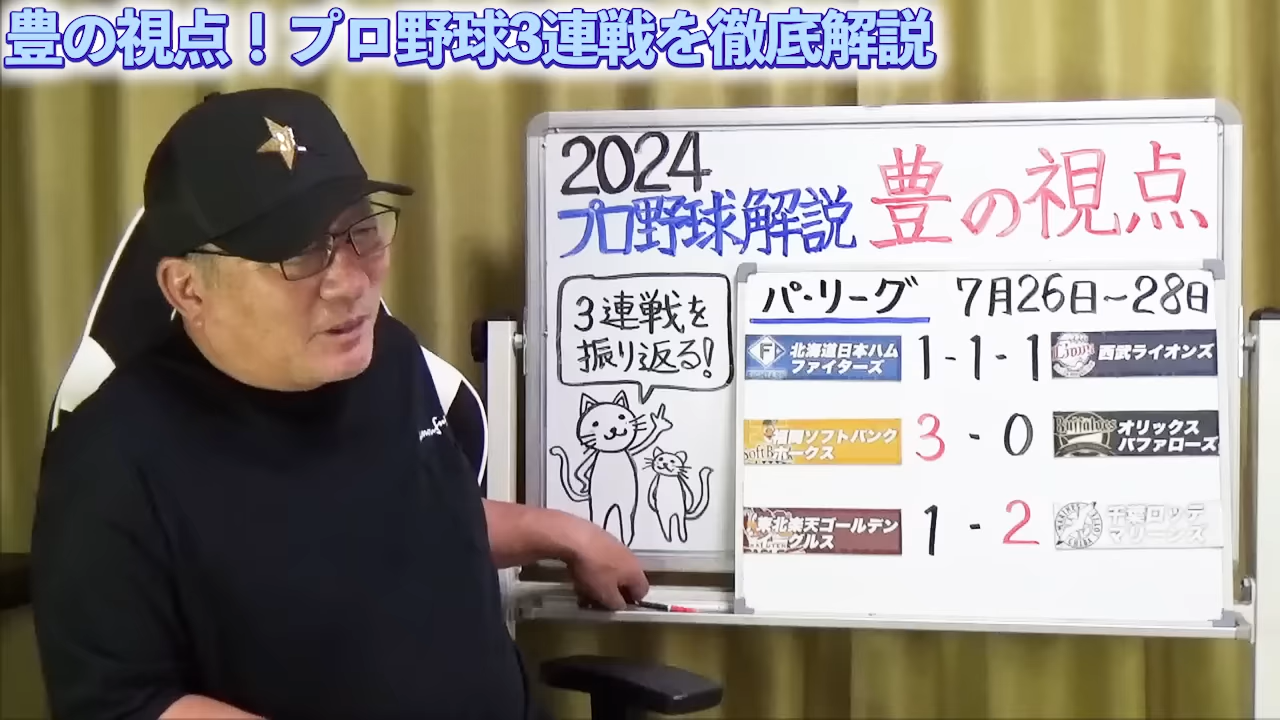 豊の視点！プロ野球3連戦を徹底解説
2024
プロ野球解説 豊の視点
3連戦を
振り返る!
パ・リーグ 7月26日~28日
北海道日本ハム
ファイターズ
1-1-1
西武ライオンズ
福岡ソフトバンク
ホークス
3-0
オリックス
バファローズ
東北楽天ゴールデン
イーグルス
1-2
千葉ロッテ
マリーンズ